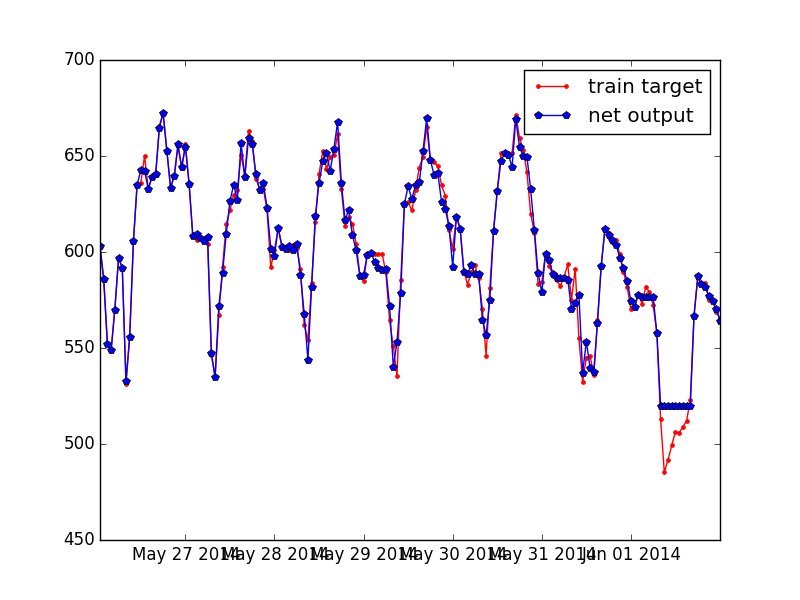 700
650
600
550
500
450
train target
net output
May 27 2014
May 28 2014
May 29 2014
May 30 2014
May 31 2014
Jun 01 2014